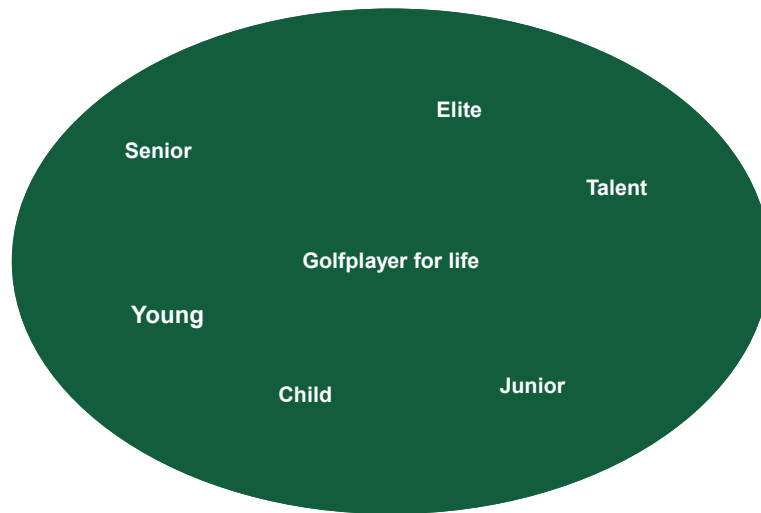 Elite
Senior
Talent
Golfplayer for life
Young
Junior
Child